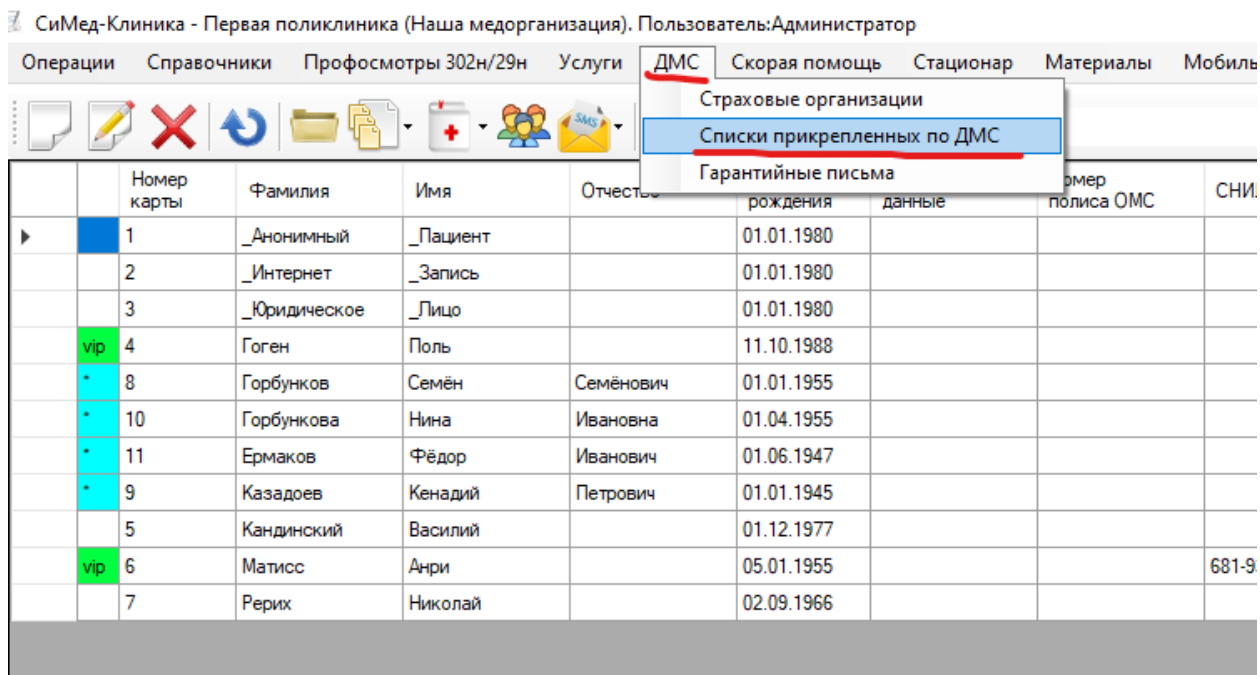 СиМед-Клиника - Первая поликлиника (Наша медорганизация). Пользователь:Администратор
Операции Справочники Профосмотры 302н/29н Услуги ДМС Скорая помощь Стационар Материалы Мобиль
Страховые организации
SMS
Списки прикрепленных по ДМС
Гарантийные письма
Номер карты Фамилия Имя Отчество рождения данные номер полиса ОМС СНИЛ
1 _Анонимный _Пациент 01.01.1980
2 _Интернет _Запись 01.01.1980
3 _Юридическое _Лицо 01.01.1980
vip 4 Гоген Поль 11.10.1988
* 8 Горбунков Семён Семёнович 01.01.1955
* 10 Горбункова Нина Ивановна 01.04.1955
* 11 Ермаков Фёдор Иванович 01.06.1947
* 9 Казадоев Кенадий Петрович 01.01.1945
5 Кандинский Василий 01.12.1977
vip 6 Матисс Анри 05.01.1955 681-9
7 Рерих Николай 02.09.1966